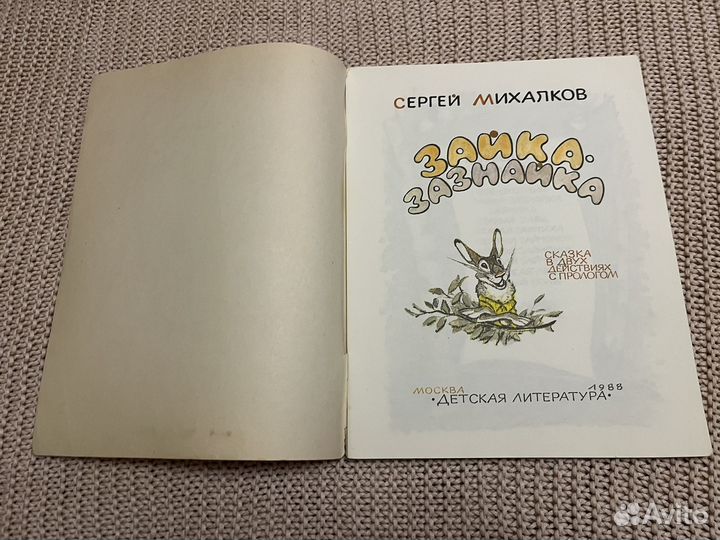 СЕРГЕЙ МИХАЛКОВ
ЗАЙКА-
ЗАЗНАЙКА
СКАЗКА
В ДВУХ
ДЕЙСТВИЯХ
С ПРОЛОГОМ
МОСКВА
•ДЕТСКАЯ ЛИТЕРАТУРА•
1988
Avito